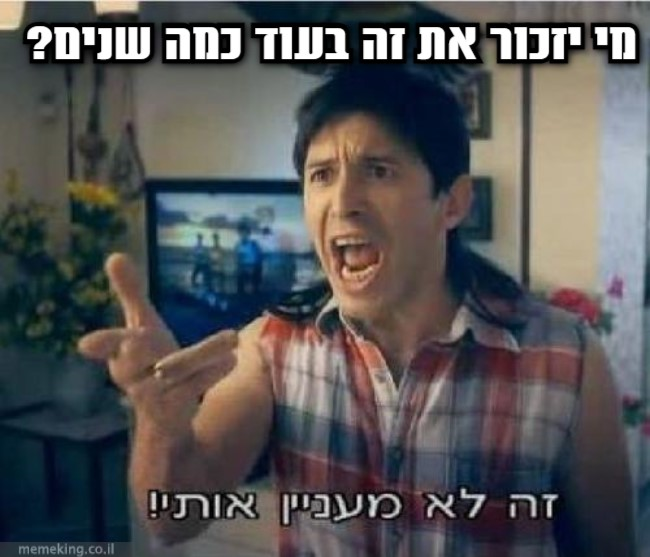 מי יזכור את זה בעוד כמה שנים?
זה לא מעניין אותי!
memeking.co.il